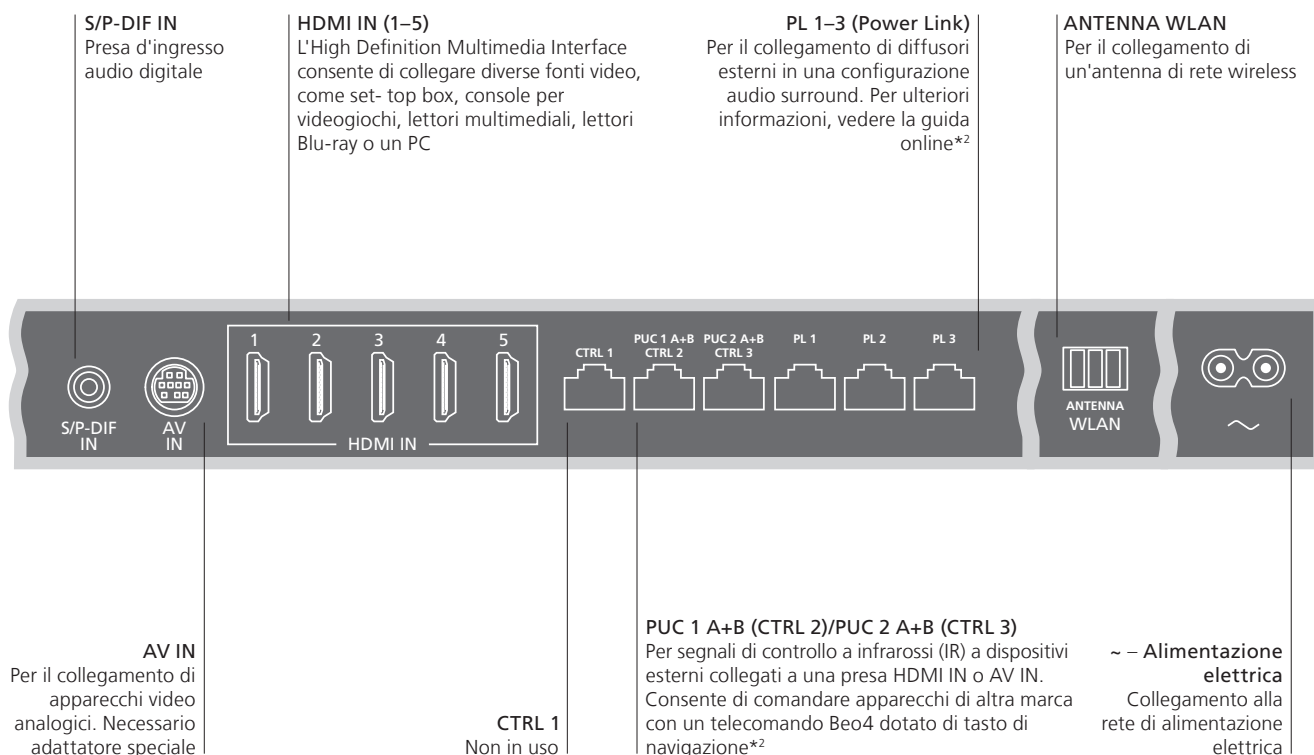 S/P-DIF IN
Presa d'ingresso
audio digitale
HDMI IN (1–5)
L'High Definition Multimedia Interface
consente di collegare diverse fonti video,
come set- top box, console per
videogiochi, lettori multimediali, lettori
Blu-ray o un PC
PL 1–3 (Power Link)
Per il collegamento di diffusori
esterni in una configurazione
audio surround. Per ulteriori
informazioni, vedere la guida
online*2
ANTENNA WLAN
Per il collegamento di
un'antenna di rete wireless
S/P-DIF
IN
AV
IN
1 2 3 4 5
HDMI IN
CTRL 1
PUC 1 A+B
CTRL 2
PUC 2 A+B
CTRL 3
PL 1
PL 2
PL 3
ANTENNA
WLAN
~
AV IN
Per il collegamento di
apparecchi video
analogici. Necessario
adattatore speciale
CTRL 1
Non in uso
PUC 1 A+B (CTRL 2)/PUC 2 A+B (CTRL 3)
Per segnali di controllo a infrarossi (IR) a dispositivi
esterni collegati a una presa HDMI IN o AV IN.
Consente di comandare apparecchi di altra marca
con un telecomando Beo4 dotato di tasto di
navigazione*2
~ – Alimentazione
elettrica
Collegamento alla
rete di alimentazione
elettrica